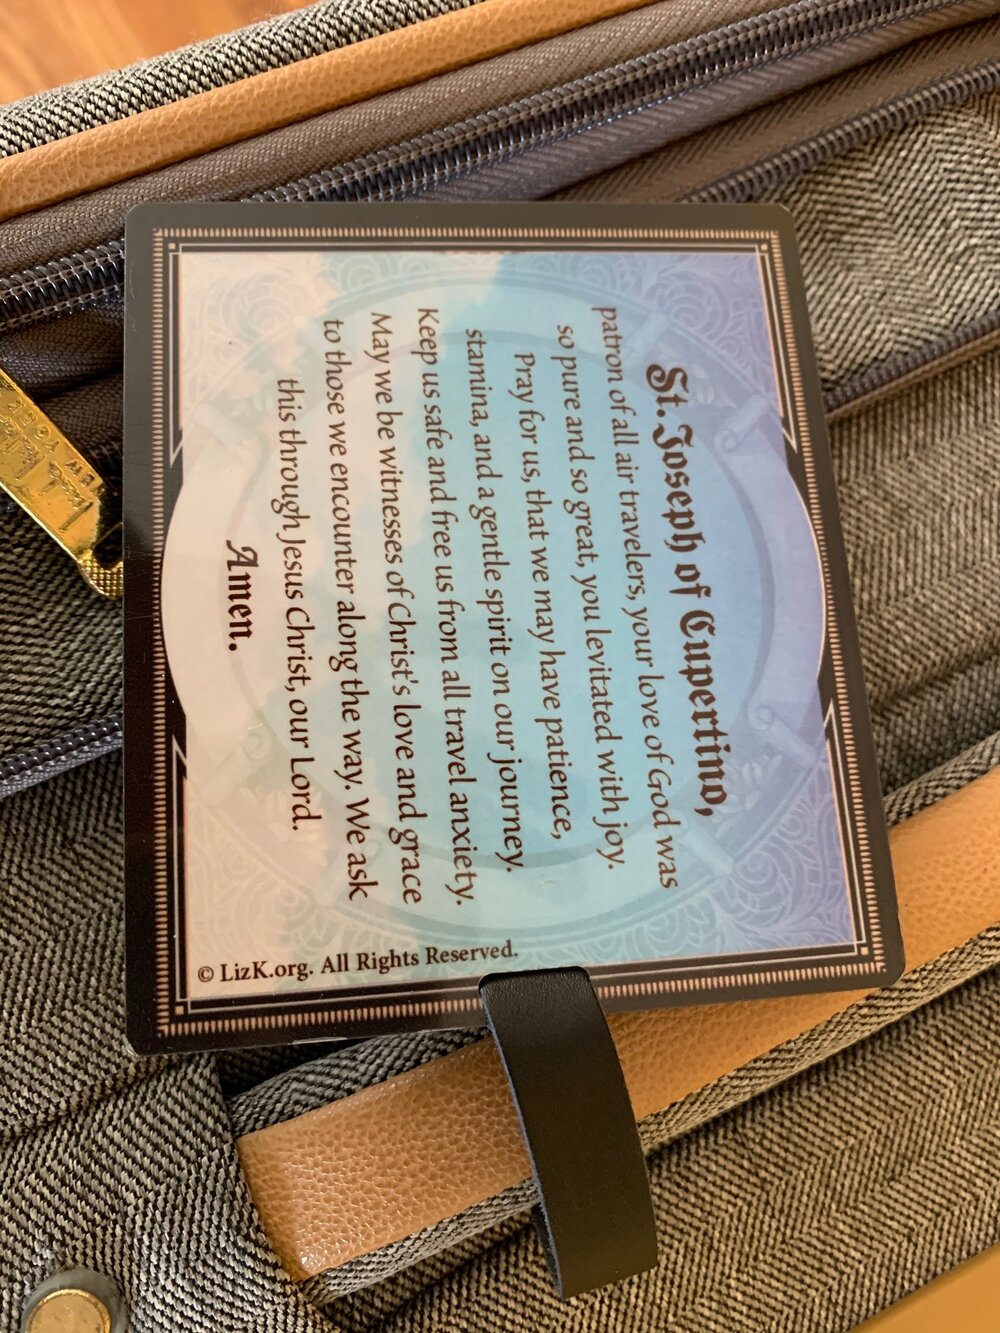 St. Joseph of Cupertino,
patron of all air travelers, your love of God was
so pure and so great, you levitated with joy.
Pray for us, that we may have patience,
stamina, and a gentle spirit on our journey.
Keep us safe and free us from all travel anxiety.
May we be witnesses of Christ's love and grace
to those we encounter along the way. We ask
this through Jesus Christ, our Lord.
Amen.
© LizK.org. All Rights Reserved.